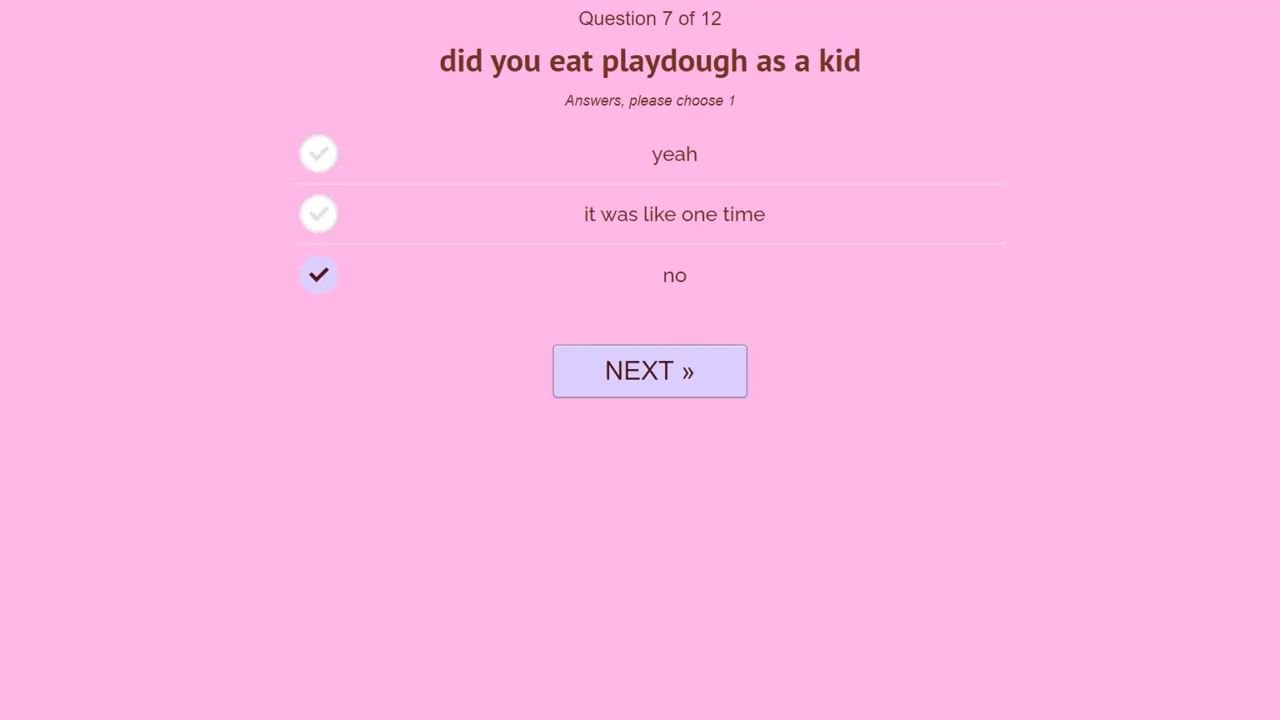 Question 7 of 12
did you eat playdough as a kid
Answers, please choose 1
yeah
it was like one time
no
NEXT »